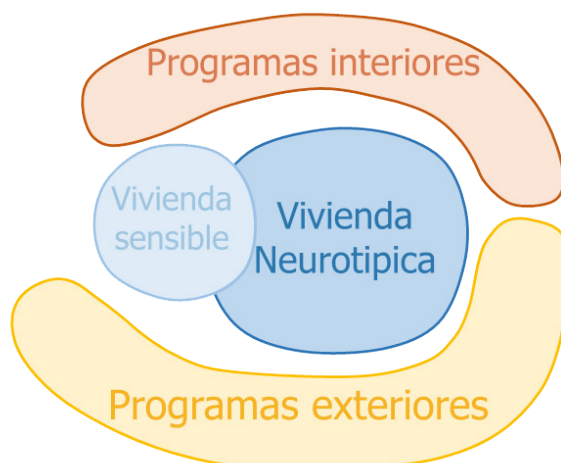 Programas interiores
Vivienda
sensible
Vivienda
Neurotipica
Programas exteriores